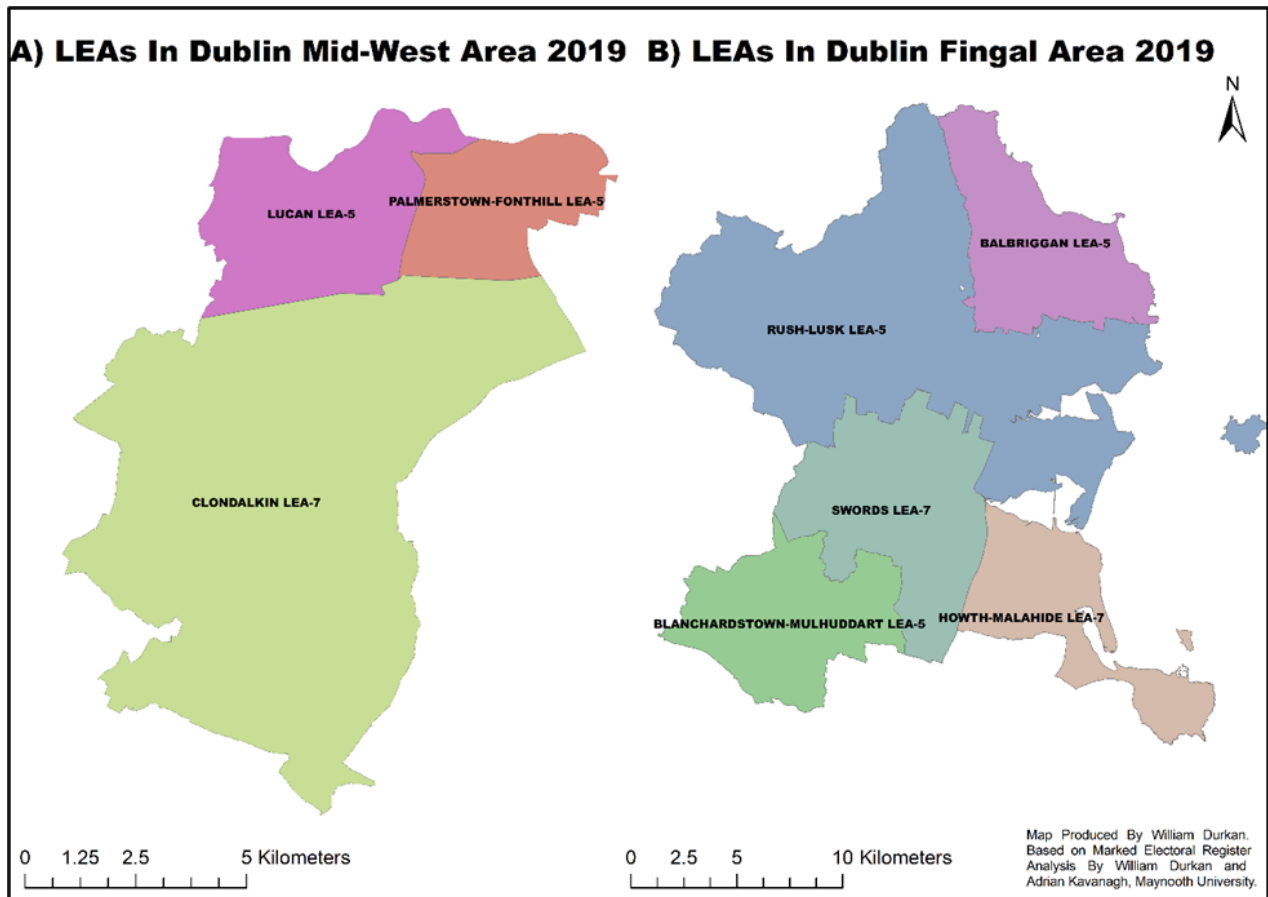 A) LEAs In Dublin Mid-West Area 2019
B) LEAs In Dublin Fingal Area 2019
N
LUCAN LEA-5
PALMERSTOWN-FONTHILL LEA-5
CLONDALKIN LEA-7
BALBRIGGAN LEA-5
RUSH-LUSK LEA-5
SWORDS LEA-7
BLANCHARDSTOWN-MULHUDDART LEA-5
HOWTH-MALAHIDE LEA-7
0 1.25 2.5 5 Kilometers
0 2.5 5 10 Kilometers
Map Produced By William Durkan.
Based on Marked Electoral Register
Analysis By William Durkan and
Adrian Kavanagh, Maynooth University.